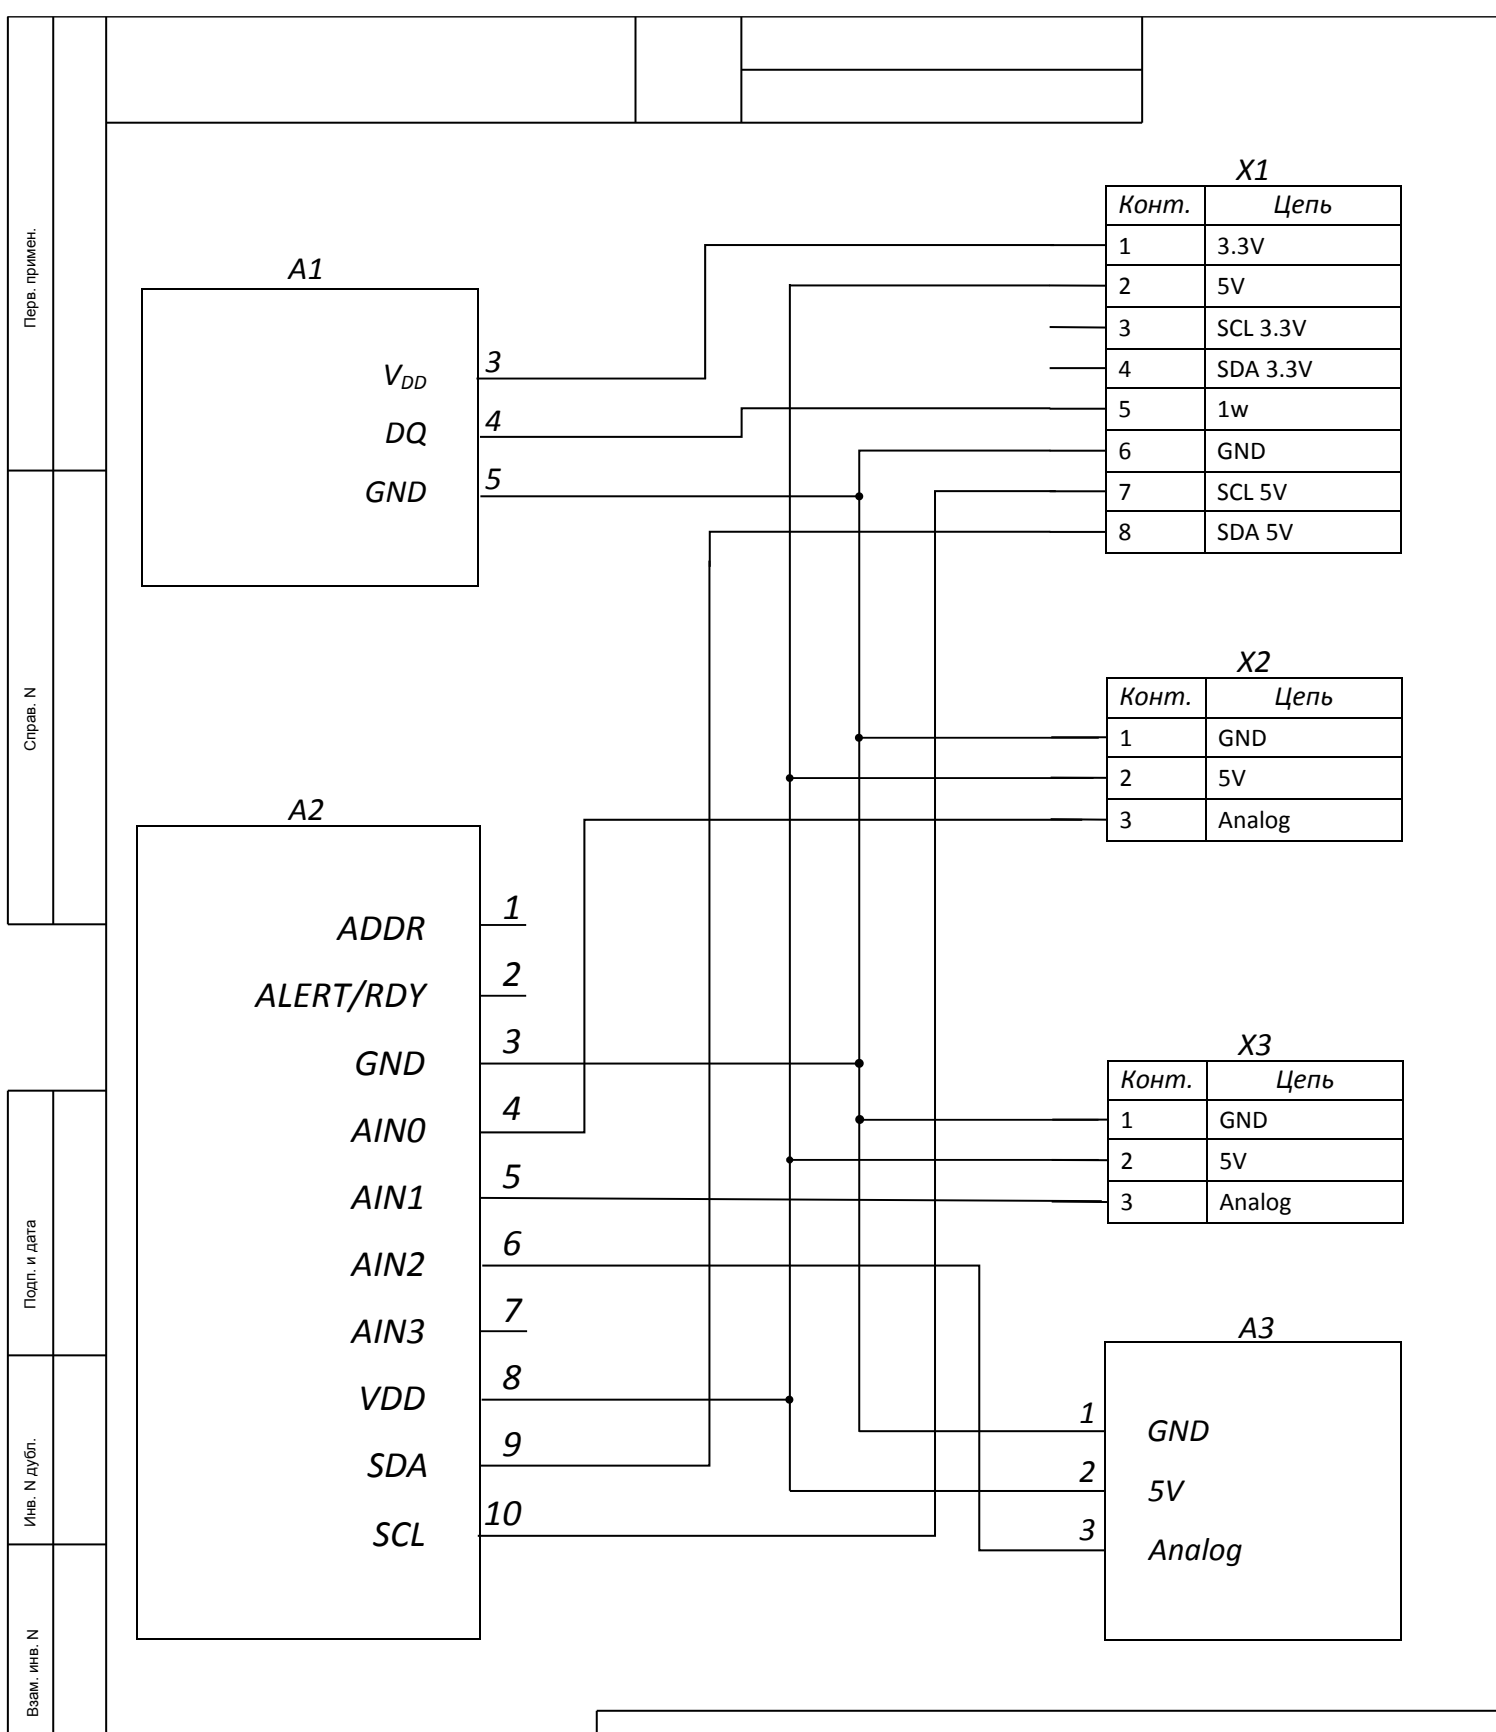 X1
Конт. Цепь
1 3.3V
2 5V
3 SCL 3.3V
4 SDA 3.3V
5 1w
6 GND
7 SCL 5V
8 SDA 5V
A1
VDD 3
DQ 4
GND 5
X2
Конт. Цепь
1 GND
2 5V
3 Analog
A2
ADDR 1
ALERT/RDY 2
GND 3
AIN0 4
AIN1 5
AIN2 6
AIN3 7
VDD 8
SDA 9
SCL 10
X3
Конт. Цепь
1 GND
2 5V
3 Analog
A3
1 GND
2 5V
3 Analog
Перв. примен.
Справ. N
Подп. и дата
Инв. N дубл.
Взам. инв. N